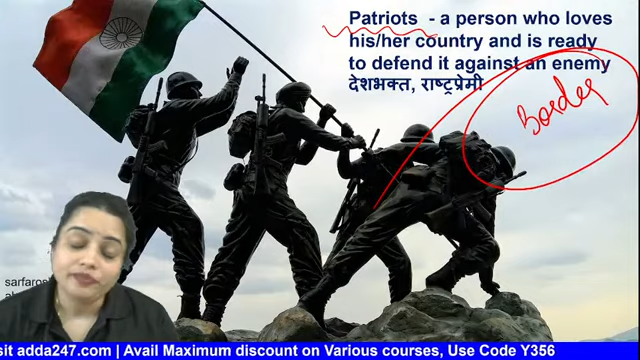 Patriots - a person who loves
his/her country and is ready
to defend it against an enemy
देशभक्त, राष्ट्रप्रेमी
Border
sit adda247.com | Avail Maximum discount on Various courses, Use Code Y356